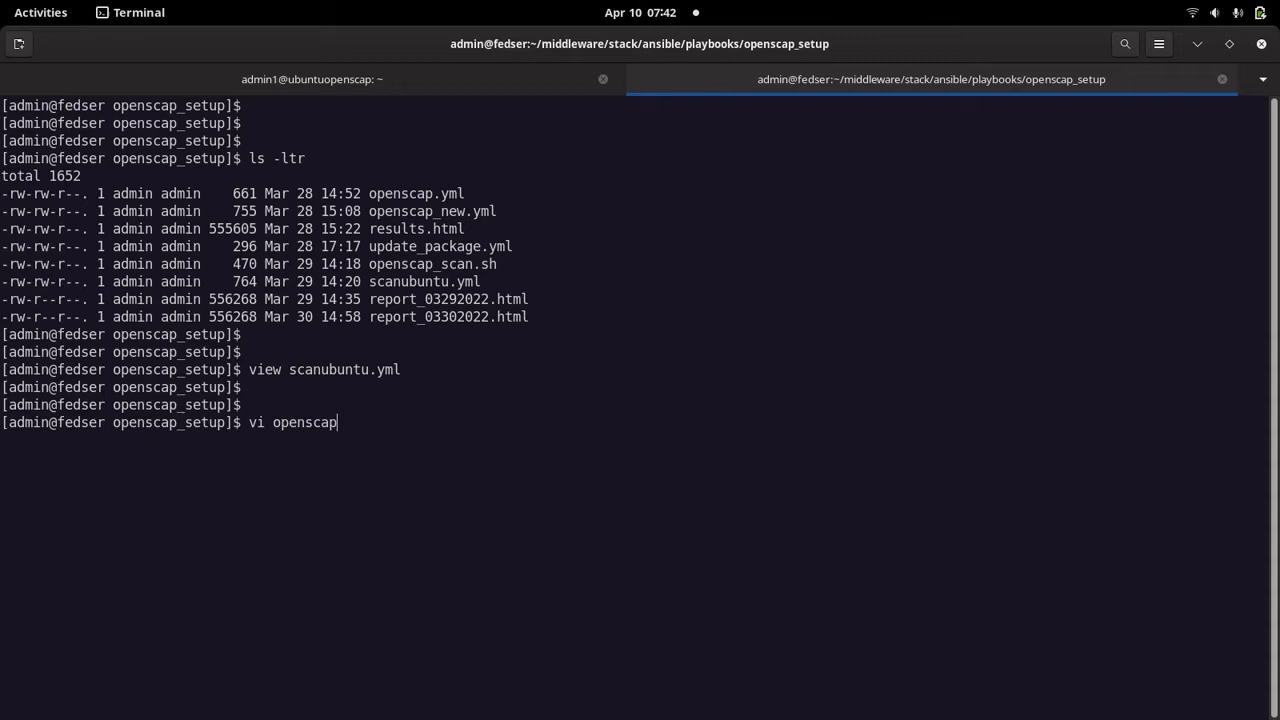 Activities Terminal Apr 10 07:42
admin@fedser:~/middleware/stack/ansible/playbooks/openscap_setup
admin1@ubuntuopenscap: ~ admin@fedser:~/middleware/stack/ansible/playbooks/openscap_setup
[admin@fedser openscap_setup]$
[admin@fedser openscap_setup]$
[admin@fedser openscap_setup]$
[admin@fedser openscap_setup]$ ls -ltr
total 1652
-rw-rw-r--. 1 admin admin    661 Mar 28 14:52 openscap.yml
-rw-rw-r--. 1 admin admin    755 Mar 28 15:08 openscap_new.yml
-rw-rw-r--. 1 admin admin 555605 Mar 28 15:22 results.html
-rw-rw-r--. 1 admin admin    296 Mar 28 17:17 update_package.yml
-rw-rw-r--. 1 admin admin    470 Mar 29 14:18 openscap_scan.sh
-rw-rw-r--. 1 admin admin    764 Mar 29 14:20 scanubuntu.yml
-rw-r--r--. 1 admin admin 556268 Mar 29 14:35 report_03292022.html
-rw-r--r--. 1 admin admin 556268 Mar 30 14:58 report_03302022.html
[admin@fedser openscap_setup]$
[admin@fedser openscap_setup]$
[admin@fedser openscap_setup]$ view scanubuntu.yml
[admin@fedser openscap_setup]$
[admin@fedser openscap_setup]$
[admin@fedser openscap_setup]$ vi openscap